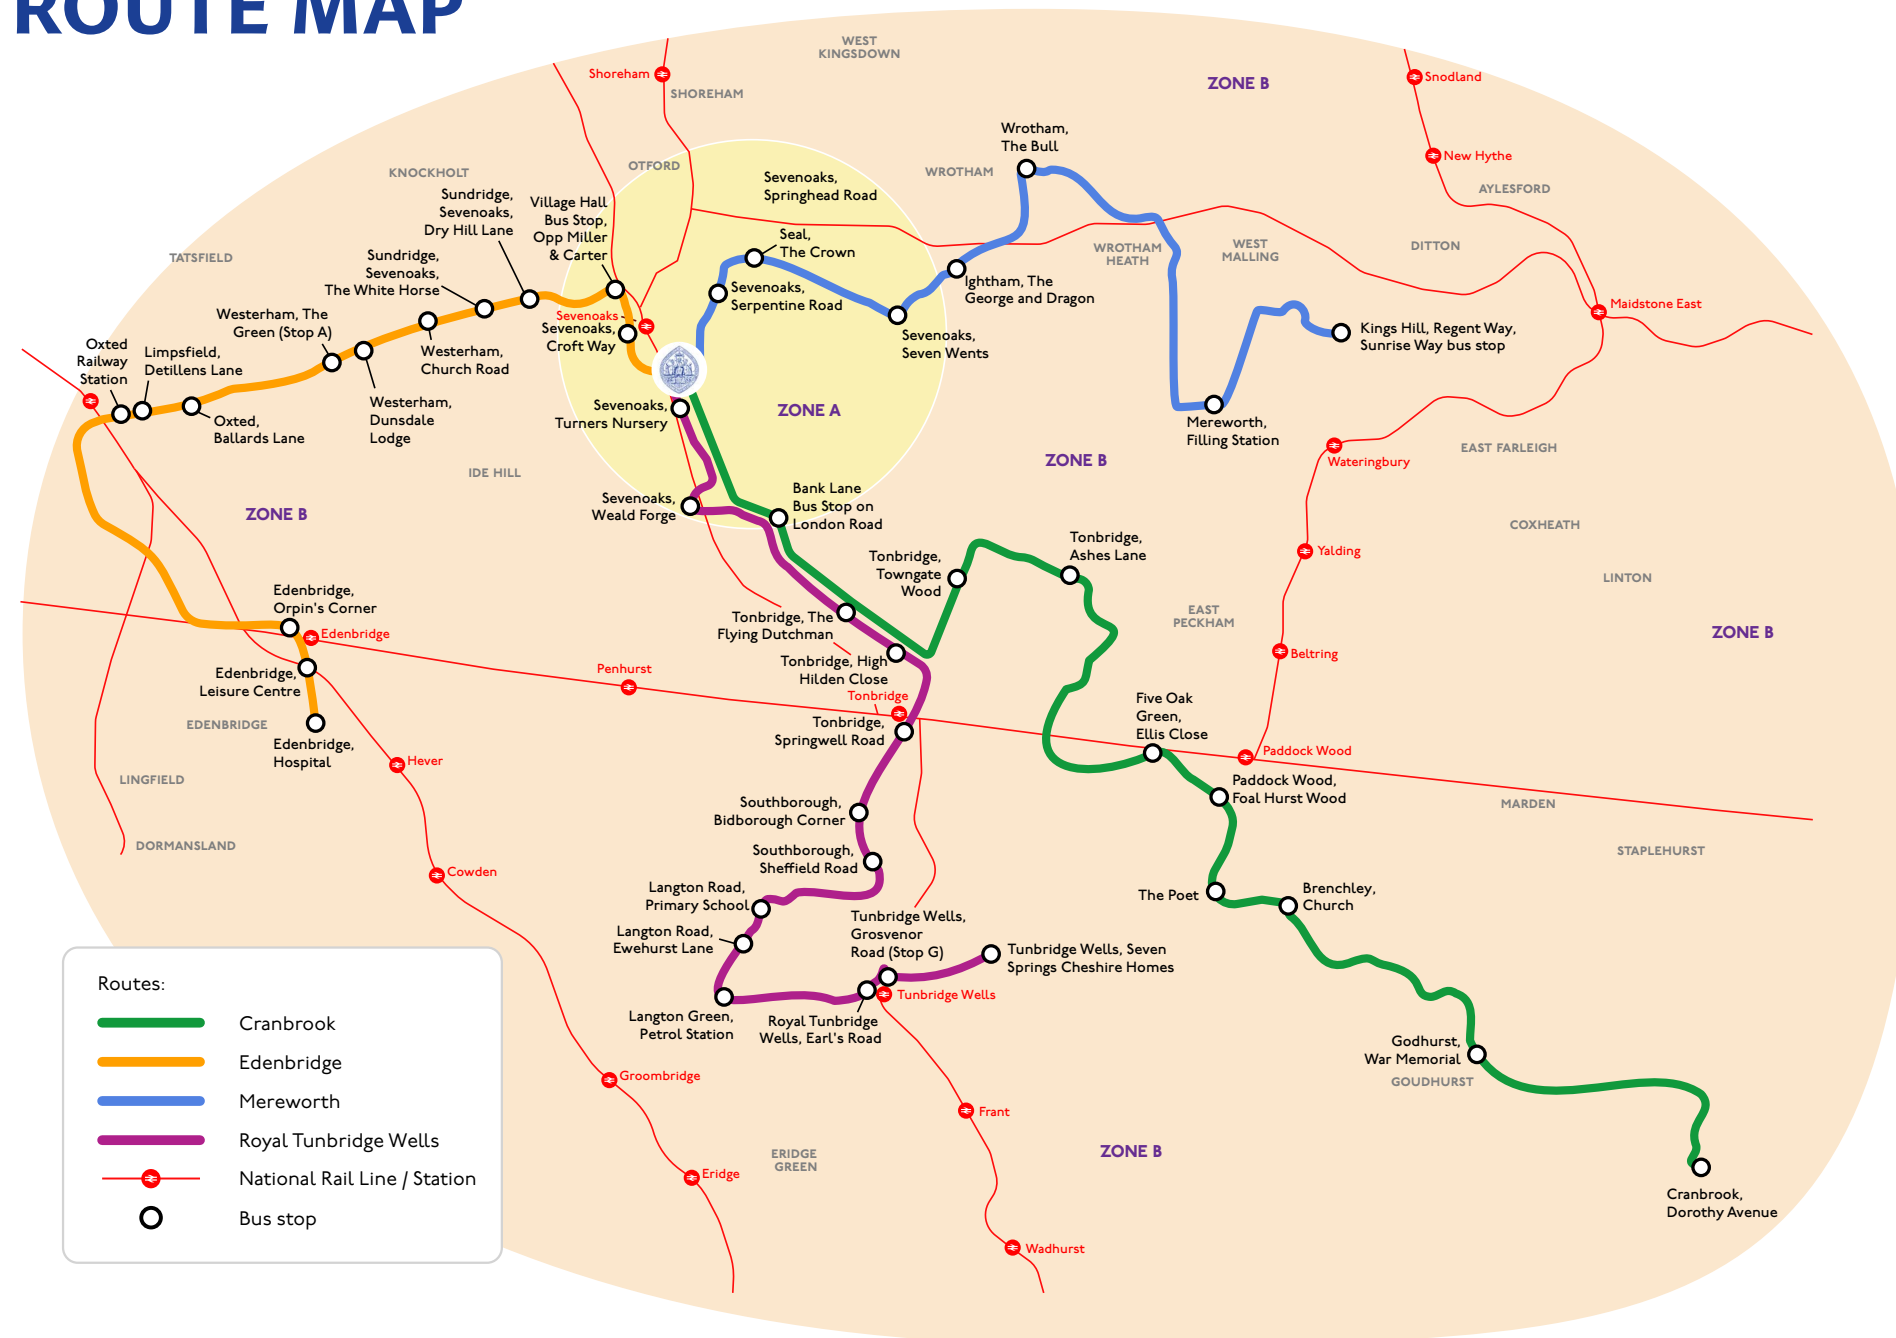 ROUTE MAP
WEST
KINGSDOWN
Shoreham
SHOREHAM
ZONE B
Snodland
New Hythe
AYLESFORD
Wrotham,
The Bull
WROTHAM
OTFORD
KNOCKHOLT
Sevenoaks,
Springhead Road
Sundridge,
Sevenoaks,
Dry Hill Lane
Village Hall
Bus Stop,
Opp Miller
& Carter
Seal,
The Crown
TATSFIELD
Sundridge,
Sevenoaks,
The White Horse
WROTHAM
HEATH
WEST
MALLING
DITTON
Ightham, The
George and Dragon
Sevenoaks,
Serpentine Road
Maidstone East
Westerham, The
Green (Stop A)
Sevenoaks
Sevenoaks,
Croft Way
Sevenoaks,
Seven Wents
Kings Hill, Regent Way,
Sunrise Way bus stop
Oxted
Railway
Station
Limpsfield,
Detillens Lane
Westerham,
Church Road
Westerham,
Dunsdale
Lodge
Oxted,
Ballards Lane
Sevenoaks,
Turners Nursery
ZONE A
Mereworth,
Filling Station
Wateringbury
EAST FARLEIGH
ZONE B
IDE HILL
ZONE B
Sevenoaks,
Weald Forge
Bank Lane
Bus Stop on
London Road
COXHEATH
Tonbridge,
Ashes Lane
Yalding
Tonbridge,
Towngate
Wood
LINTON
Edenbridge,
Orpin's Corner
Edenbridge
Tonbridge, The
Flying Dutchman
EAST
PECKHAM
ZONE B
Beltring
Tonbridge, High
Hilden Close
Penhurst
Edenbridge,
Leisure Centre
Tonbridge
Tonbridge,
Springwell Road
Five Oak
Green,
Ellis Close
EDENBRIDGE
Edenbridge,
Hospital
Hever
Paddock Wood
LINGFIELD
Paddock Wood,
Foal Hurst Wood
MARDEN
Southborough,
Bidborough Corner
DORMANSLAND
STAPLEHURST
Southborough,
Sheffield Road
Cowden
Langton Road,
Primary School
The Poet
Brenchley,
Church
Tunbridge Wells,
Grosvenor
Road (Stop G)
Langton Road,
Ewehurst Lane
Tunbridge Wells, Seven
Springs Cheshire Homes
Tunbridge Wells
Langton Green,
Petrol Station
Royal Tunbridge
Wells, Earl's Road
Godhurst,
War Memorial
GOUDHURST
Groombridge
Frant
ERIDGE
GREEN
ZONE B
Eridge
Cranbrook,
Dorothy Avenue
Wadhurst
Routes:
Cranbrook
Edenbridge
Mereworth
Royal Tunbridge Wells
National Rail Line / Station
Bus stop